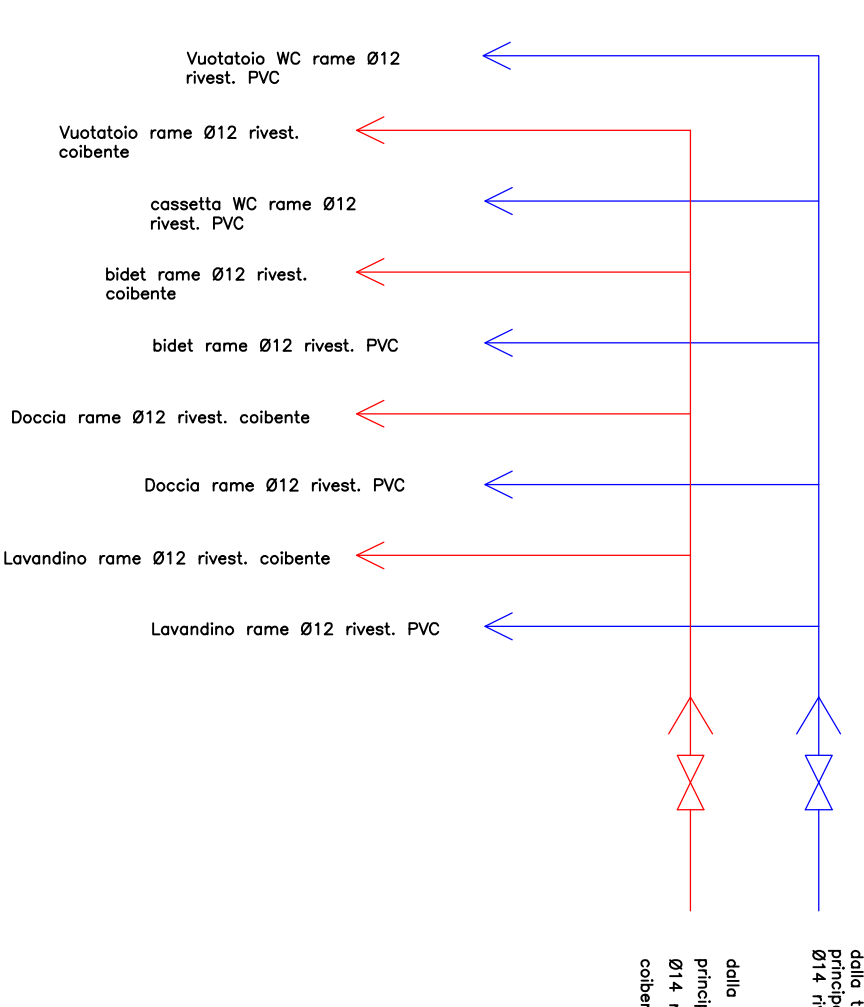 Vuotatoio WC rame Ø12
rivest. PVC
Vuotatoio rame Ø12 rivest.
coibente
cassetta WC rame Ø12
rivest. PVC
bidet rame Ø12 rivest.
coibente
bidet rame Ø12 rivest. PVC
Doccia rame Ø12 rivest. coibente
Doccia rame Ø12 rivest. PVC
Lavandino rame Ø12 rivest. coibente
Lavandino rame Ø12 rivest. PVC
dalla
Ø14
dalla
Ø14